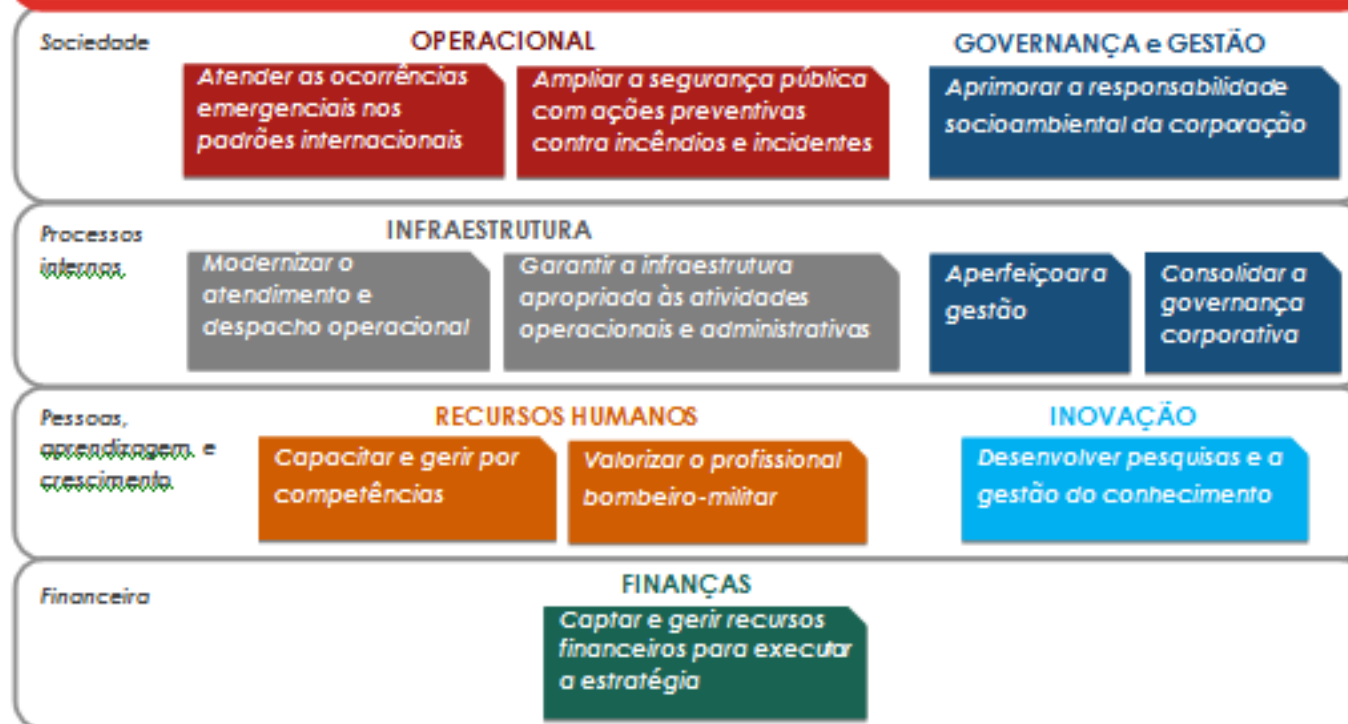 Sociedade
OPERACIONAL
GOVERNANÇA e GESTÃO
Atender as ocorrências
emergenciais nos
padrões internacionais
Ampliar a segurança pública
com ações preventivas
contra incêndios e incidentes
Aprimorar a responsabilidade
socioambiental da corporação
Processos
internos,
INFRAESTRUTURA
Modernizar o
atendimento e
despacho operacional
Garantir a infraestrutura
apropriada às atividades
operacionais e administrativas
Aperfeiçoar a
gestão
Consolidar a
governança
corporativa
Pessoas,
aprendizagem, e
crescimento,
RECURSOS HUMANOS
INOVAÇÃO
Capacitar e gerir por
competências
Valorizar o profissional
bombeiro-militar
Desenvolver pesquisas e a
gestão do conhecimento
Financeira
FINANÇAS
Captar e gerir recursos
financeiros para executar
a estratégia